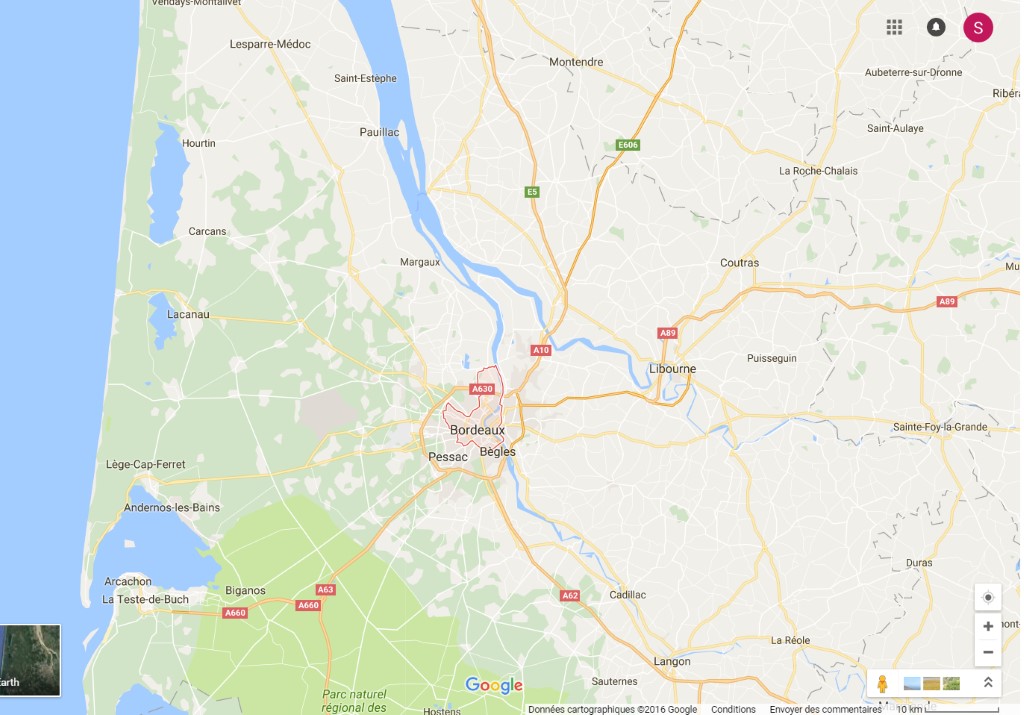 Vendays-Montalivet
S
Lesparre-Médoc
Montendre
Saint-Estèphe
Aubeterre-sur-Dronne
Ribéra
Pauillac
Saint-Aulaye
Hourtin
E606
La Roche-Chalais
E5
Carcans
Margaux
Coutras
Mu
A89
Lacanau
A89
A10
Puisseguin
Libourne
A630
Bordeaux
Sainte-Foy-la-Grande
Pessac
Bègles
Lège-Cap-Ferret
Andernos-les-Bains
Duras
Arcachon
Biganos
A63
A62
Cadillac
La Teste-de-Buch
A660
A660
La Réole
Langon
Earth
Google
Sauternes
Parc naturel
régional des
Hostens
Données cartographiques ©2016 Google
Conditions
Envoyer des commentaires
10 km